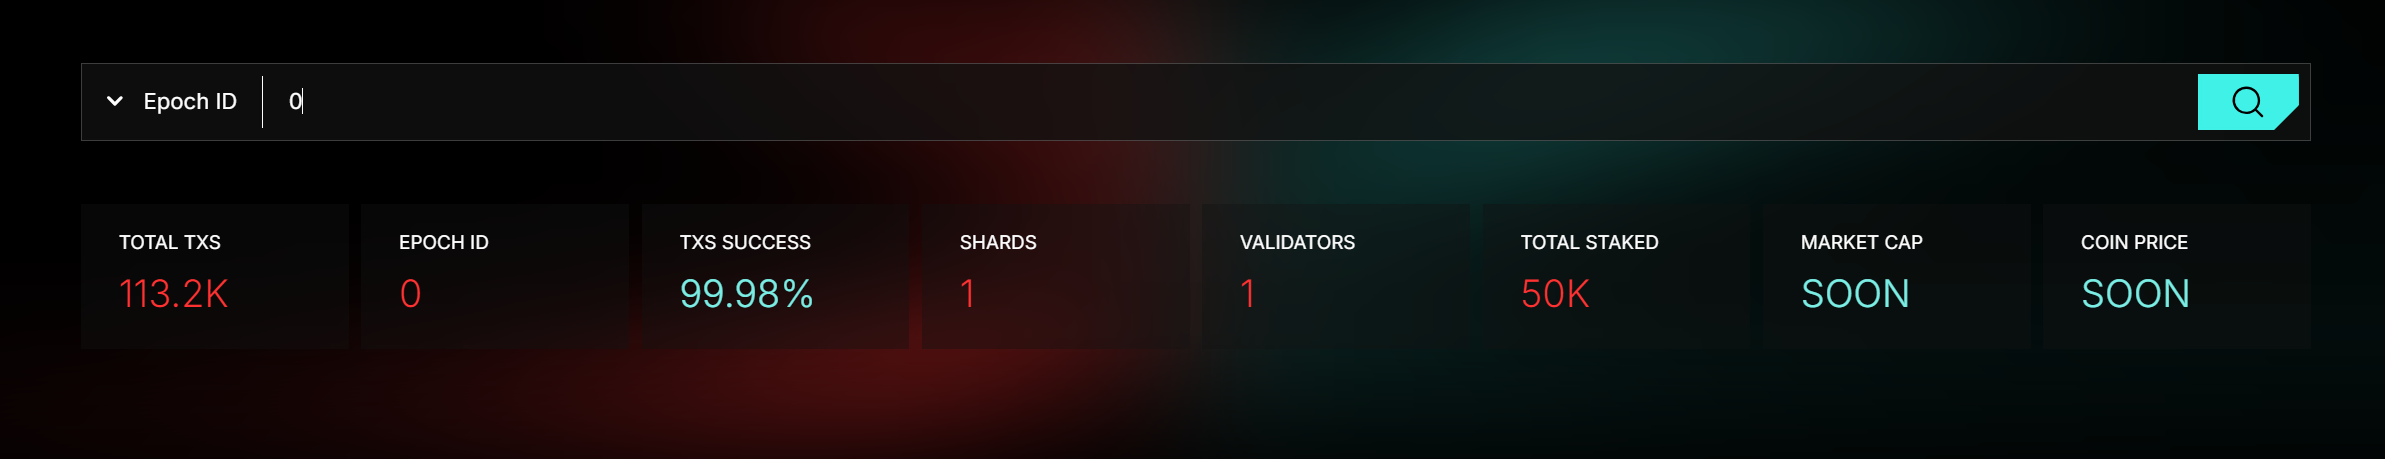 Epoch ID 0
TOTAL TXS EPOCH ID TXS SUCCESS SHARDS VALIDATORS TOTAL STAKED MARKET CAP COIN PRICE
113.2K 0 99.98% 1 1 50K SOON SOON